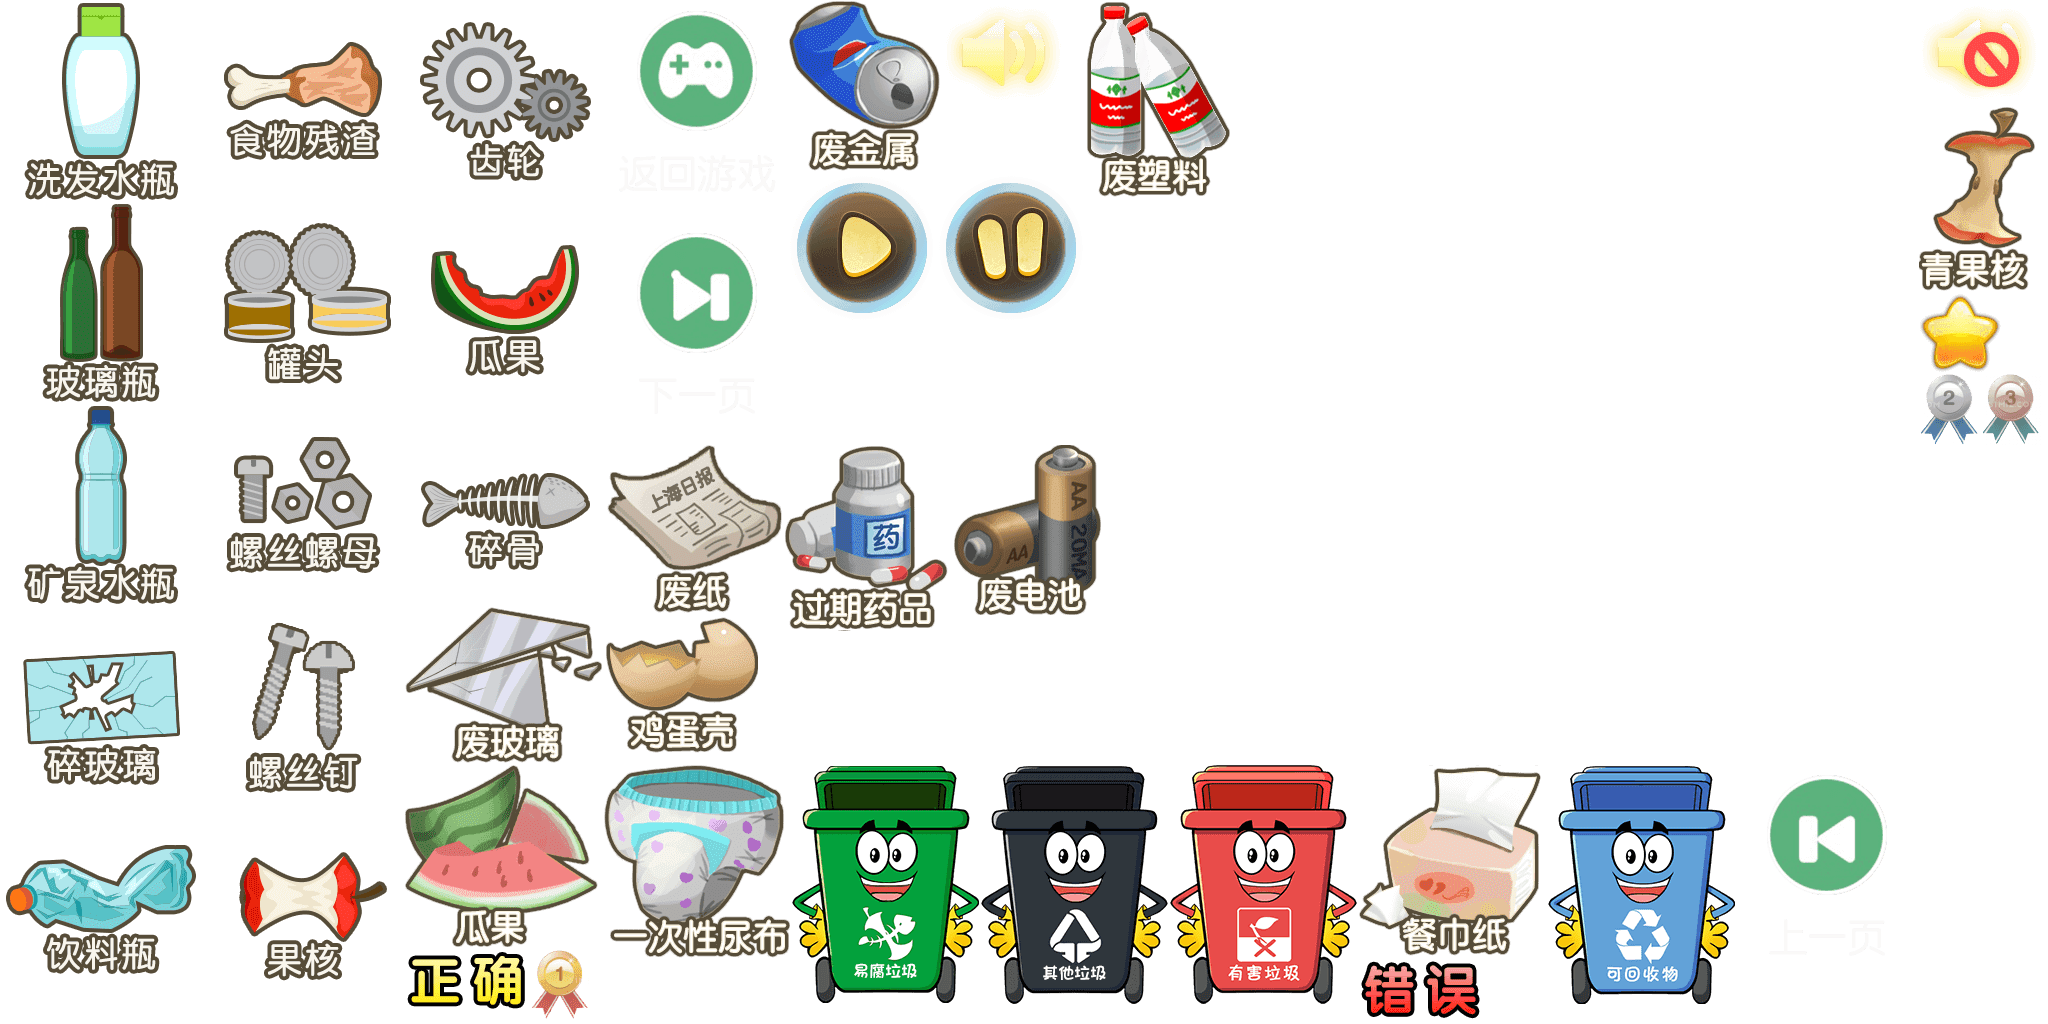 洗发水瓶
食物残渣
齿轮
返回游戏
废金属
废塑料
玻璃瓶
罐头
瓜果
下一页
青果核
2
3
矿泉水瓶
螺丝螺母
碎骨
上海日报
废纸
药
过期药品
AA
AA
20MA
废电池
碎玻璃
螺丝钉
废玻璃
鸡蛋壳
饮料瓶
果核
瓜果
一次性尿布
易腐垃圾
其他垃圾
有害垃圾
餐巾纸
可回收物
上一页
正确
1
错误